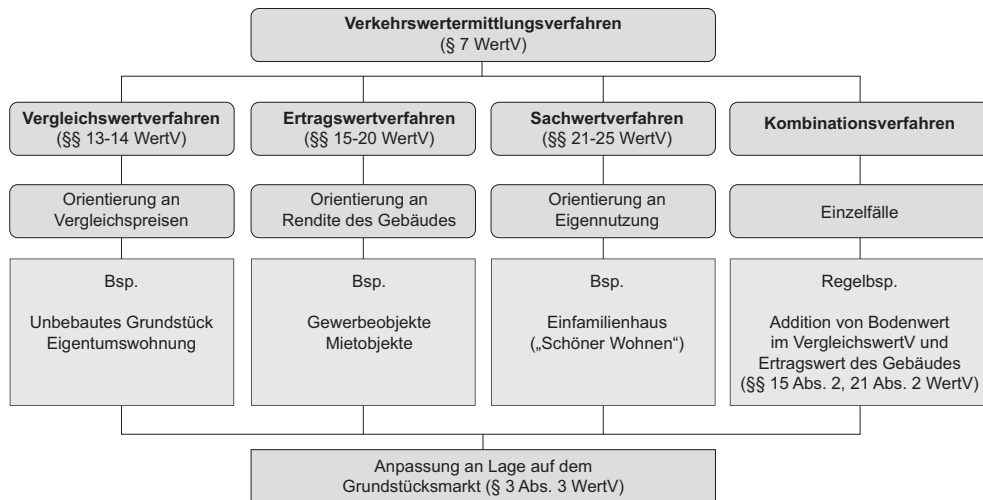 Verkehrswertermittlungsverfahren
(§ 7 WertV)
Vergleichswertverfahren
(§§ 13-14 WertV)
Ertragswertverfahren
(§§ 15-20 WertV)
Sachwertverfahren
(§§ 21-25 WertV)
Kombinationsverfahren
Orientierung an
Vergleichspreisen
Orientierung an
Rendite des Gebäudes
Orientierung an
Eigennutzung
Einzelfälle
Bsp.
Unbebautes Grundstück
Eigentumswohnung
Bsp.
Gewerbeobjekte
Mietobjekte
Bsp.
Einfamilienhaus
(„Schöner Wohnen“)
Regelbsp.
Addition von Bodenwert
im VergleichswertV und
Ertragswert des Gebäudes
(§§ 15 Abs. 2, 21 Abs. 2 WertV)
Anpassung an Lage auf dem
Grundstücksmarkt (§ 3 Abs. 3 WertV)